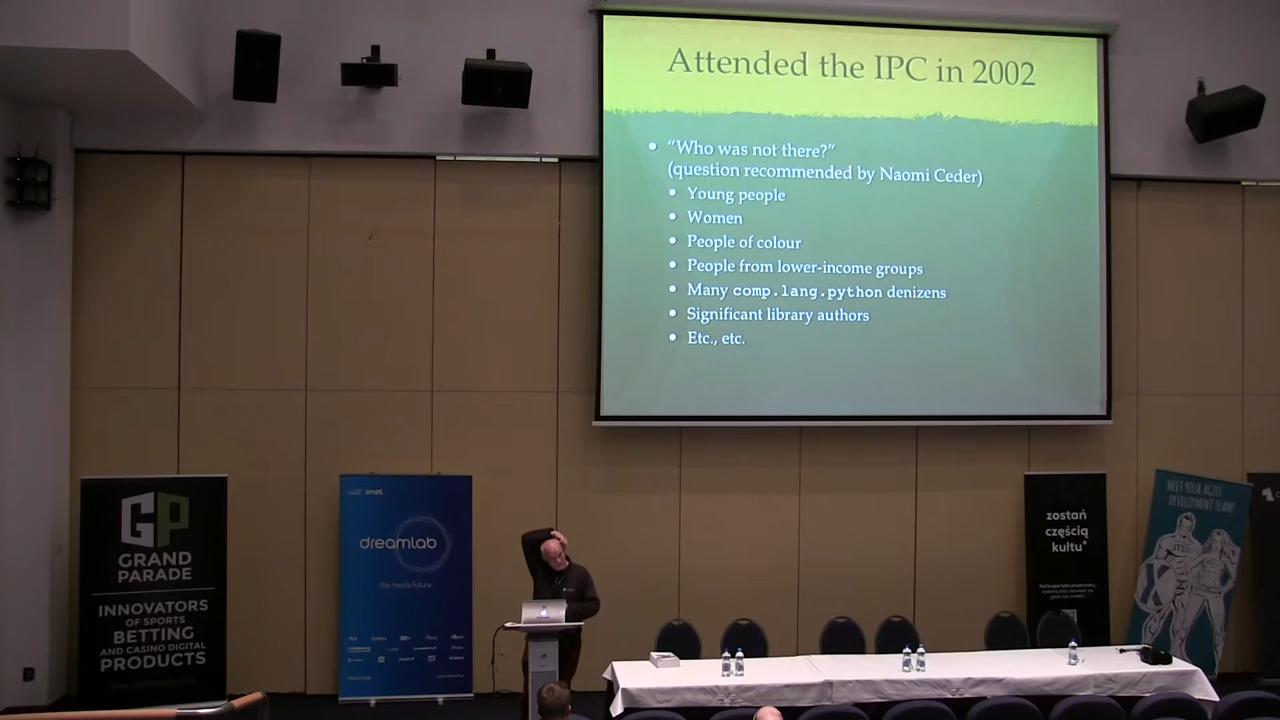 Attended the IPC in 2002
"Who was not there?"
(question recommended by Naomi Ceder)
Young people
Women
People of colour
People from lower-income groups
Many comp.lang.python denizens
Significant library authors
Etc., etc.
GP
GRAND
PARADE
INNOVATORS
OF SPORTS
BETTING
AND CASINO DIGITAL
PRODUCTS
onet
dreamlab
the media future
zostań
częścią
kultu*
MEET YOUR AGILE
DEVELOPMENT TEAM!